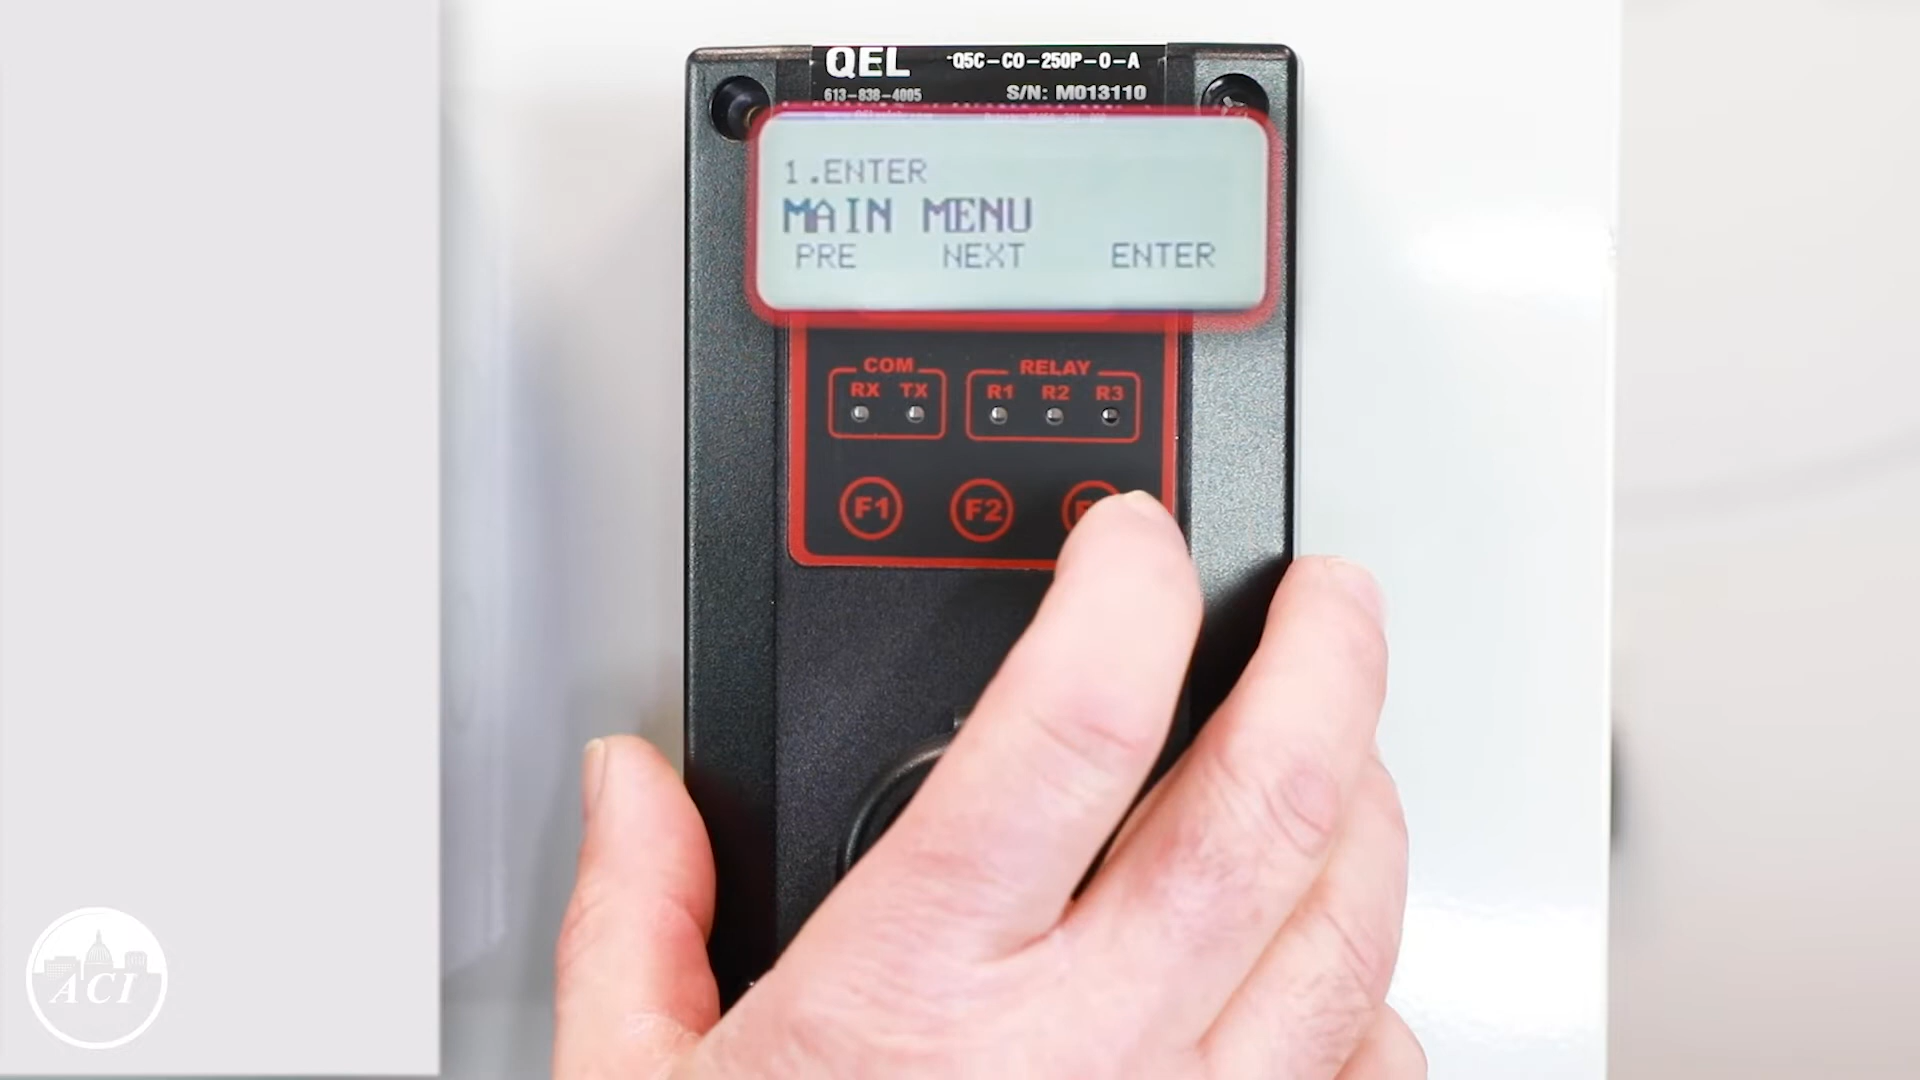 QEL Q5C-CO-250P-0-A
613-838-4005 S/N: M013110
1.ENTER
MAIN MENU
PRE NEXT ENTER
COM RELAY
RX TX R1 R2 R3
F1 F2
ACI